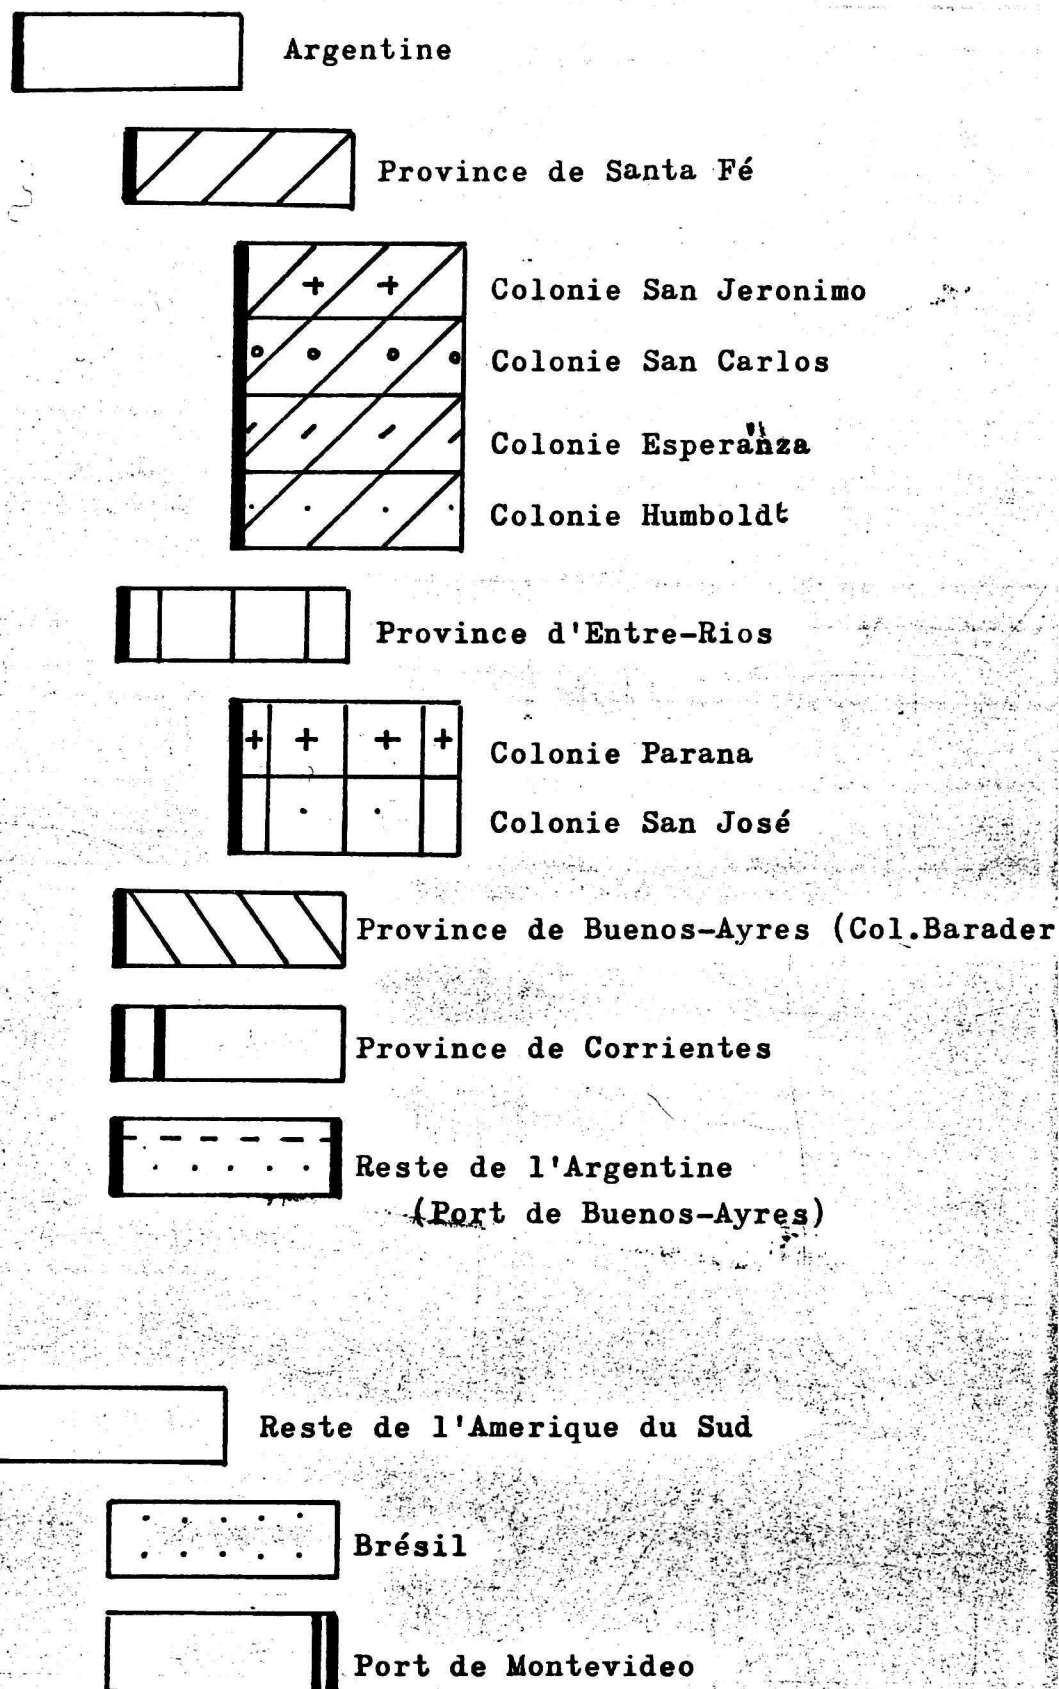 Argentine
Province de Santa Fé
Colonie San Jeronimo
Colonie San Carlos
Colonie Esperanza
Colonie Humboldt
Province d'Entre-Rios
Colonie Parana
Colonie San José
Province de Buenos-Ayres (Col.Barader
Province de Corrientes
Reste de l'Argentine
(Port de Buenos-Ayres)
Reste de l'Amerique du Sud
Brésil
Port de Montevideo